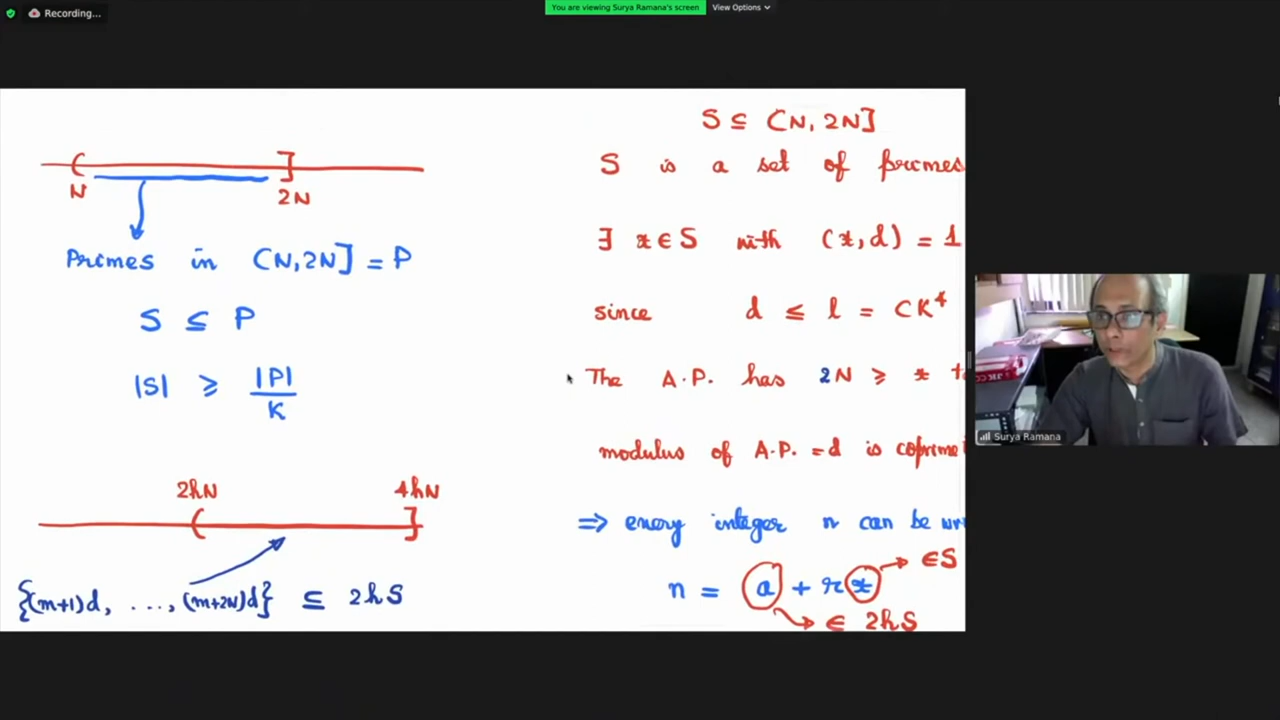 Recording...
You are viewing Surya Ramana's screen
View Options
N
2N
Primes in (N, 2N] = P
S ⊆ P
|S| ≥ |P| / K
2hN
4hN
{(m+1)d, ..., (m+2N)d} ⊆ 2hS
S ⊆ (N, 2N]
S is a set of primes
∃ x ∈ S with (x, d) = 1
since d ≤ l = CK⁴
The A.P. has 2N ≥ x
modulus of A.P. = d is coprime
⇒ every integer n can be
n = a + rx → ∈ S
→ ∈ 2hS
Surya Ramana